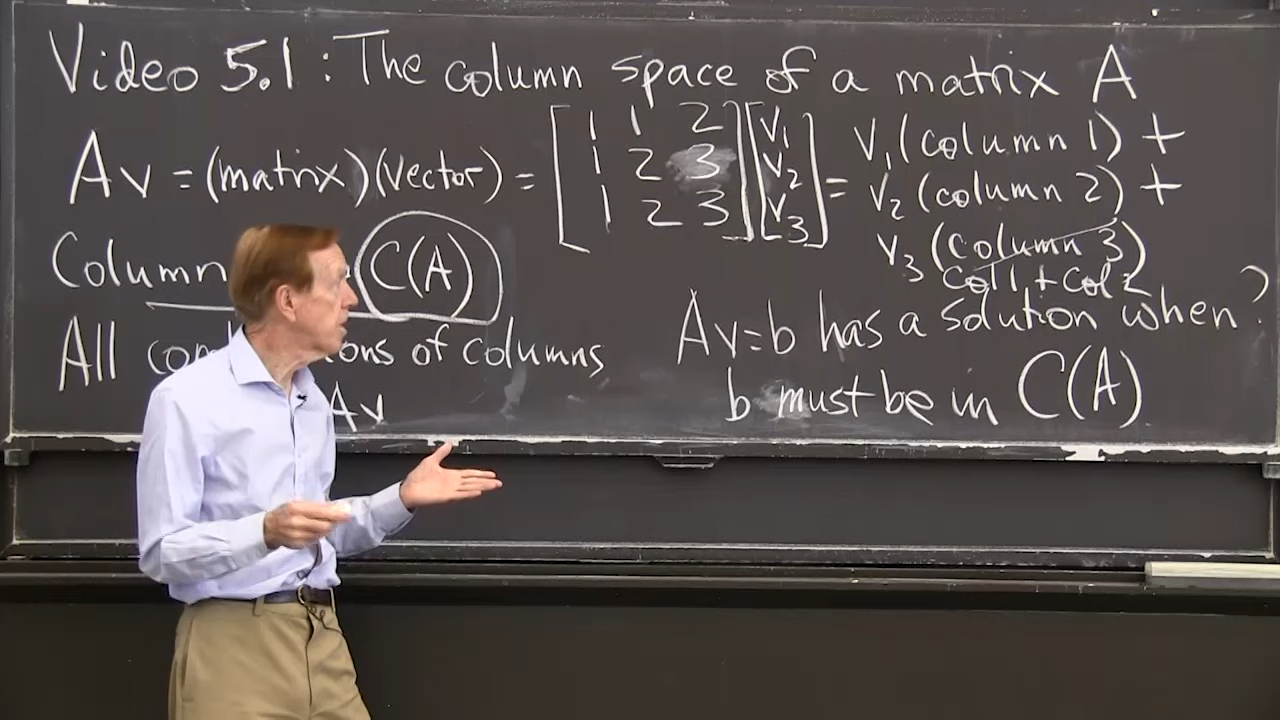 Video 5.1 : The column space of a matrix A
Av = (matrix)(vector) = [1 1 2] [v₁] = v₁(column 1) +
[1 2 3] [v₂] v₂(column 2) +
[1 2 3] [v₃] v₃(column 3)
Col 1 + Col 2
Column C(A)
All of columns
Av
Av=b has a solution when?
b must be in C(A).